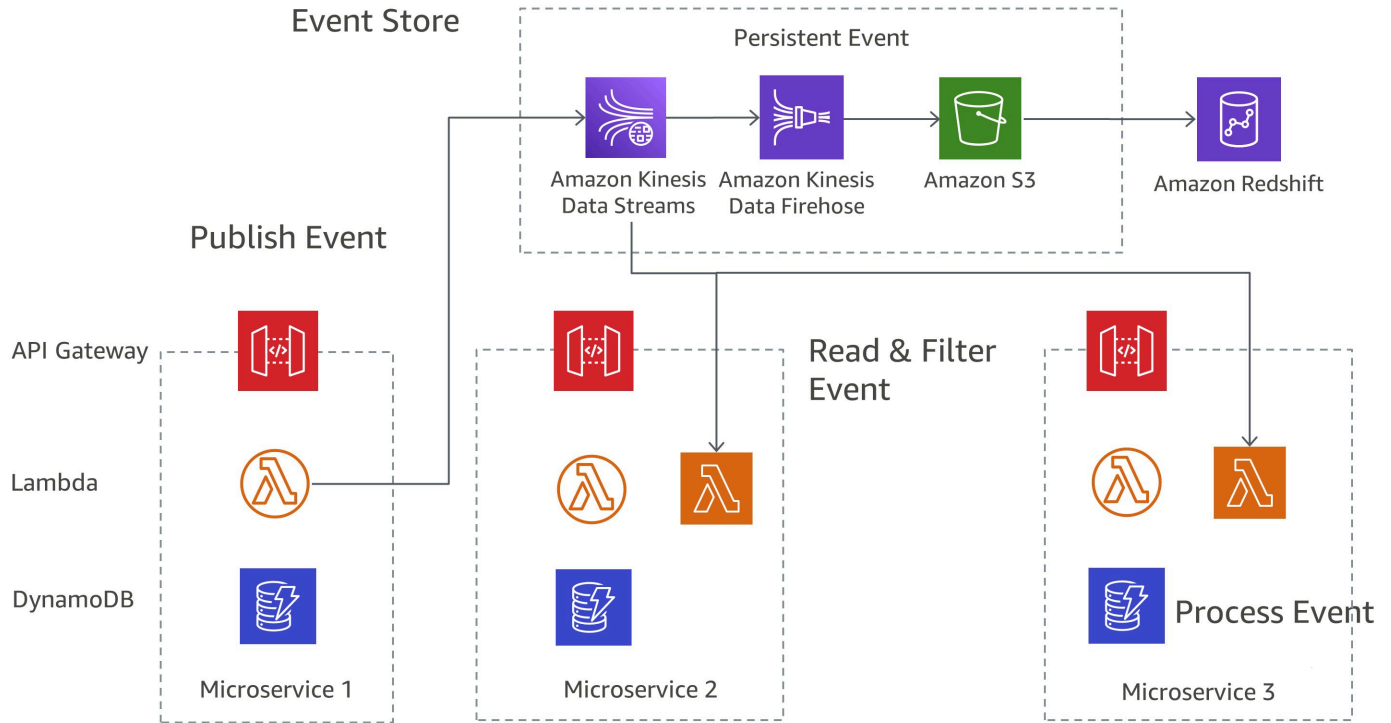 Event Store
Persistent Event
Amazon Kinesis
Data Streams
Amazon Kinesis
Data Firehose
Amazon S3
Amazon Redshift
Publish Event
API Gateway
</>
</>
</>
Read & Filter
Event
Lambda
DynamoDB
Process Event
Microservice 1
Microservice 2
Microservice 3